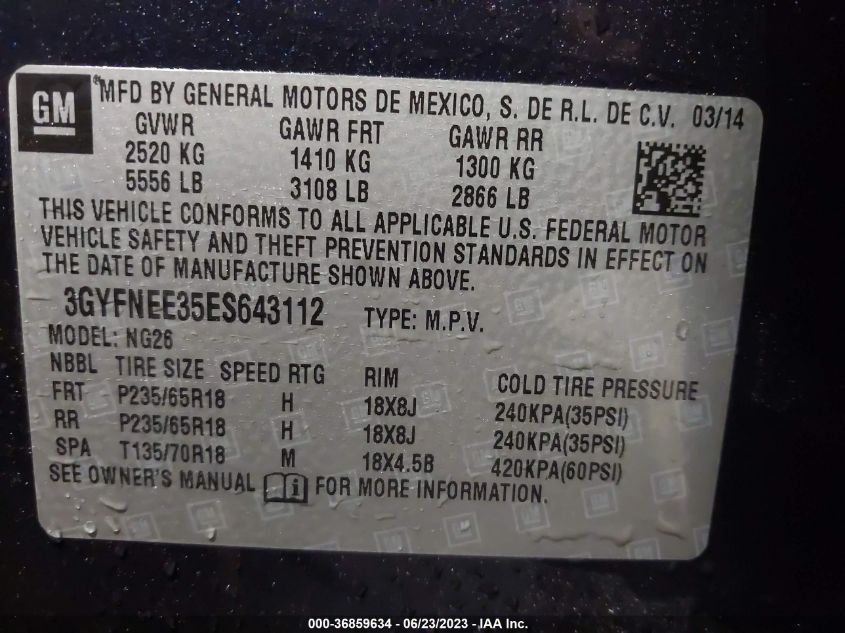 GM
MFD BY GENERAL MOTORS DE MEXICO, S. DE R.L. DE C.V. 03/14
GVWR GAWR FRT GAWR RR
2520 KG 1410 KG 1300 KG
5556 LB 3108 LB 2866 LB
THIS VEHICLE CONFORMS TO ALL APPLICABLE U.S. FEDERAL MOTOR
VEHICLE SAFETY AND THEFT PREVENTION STANDARDS IN EFFECT ON
THE DATE OF MANUFACTURE SHOWN ABOVE.
3GYFNEE35ES643112 TYPE: M.P.V.
MODEL: NG26
NBBL TIRE SIZE SPEED RTG RIM COLD TIRE PRESSURE
FRT P235/65R18 H 18X8J 240KPA(35PSI)
RR P235/65R18 H 18X8J 240KPA(35PSI)
SPA T135/70R18 M 18X4.5B 420KPA(60PSI)
SEE OWNER'S MANUAL i FOR MORE INFORMATION.
000-36859634 - 06/23/2023 - IAA Inc.